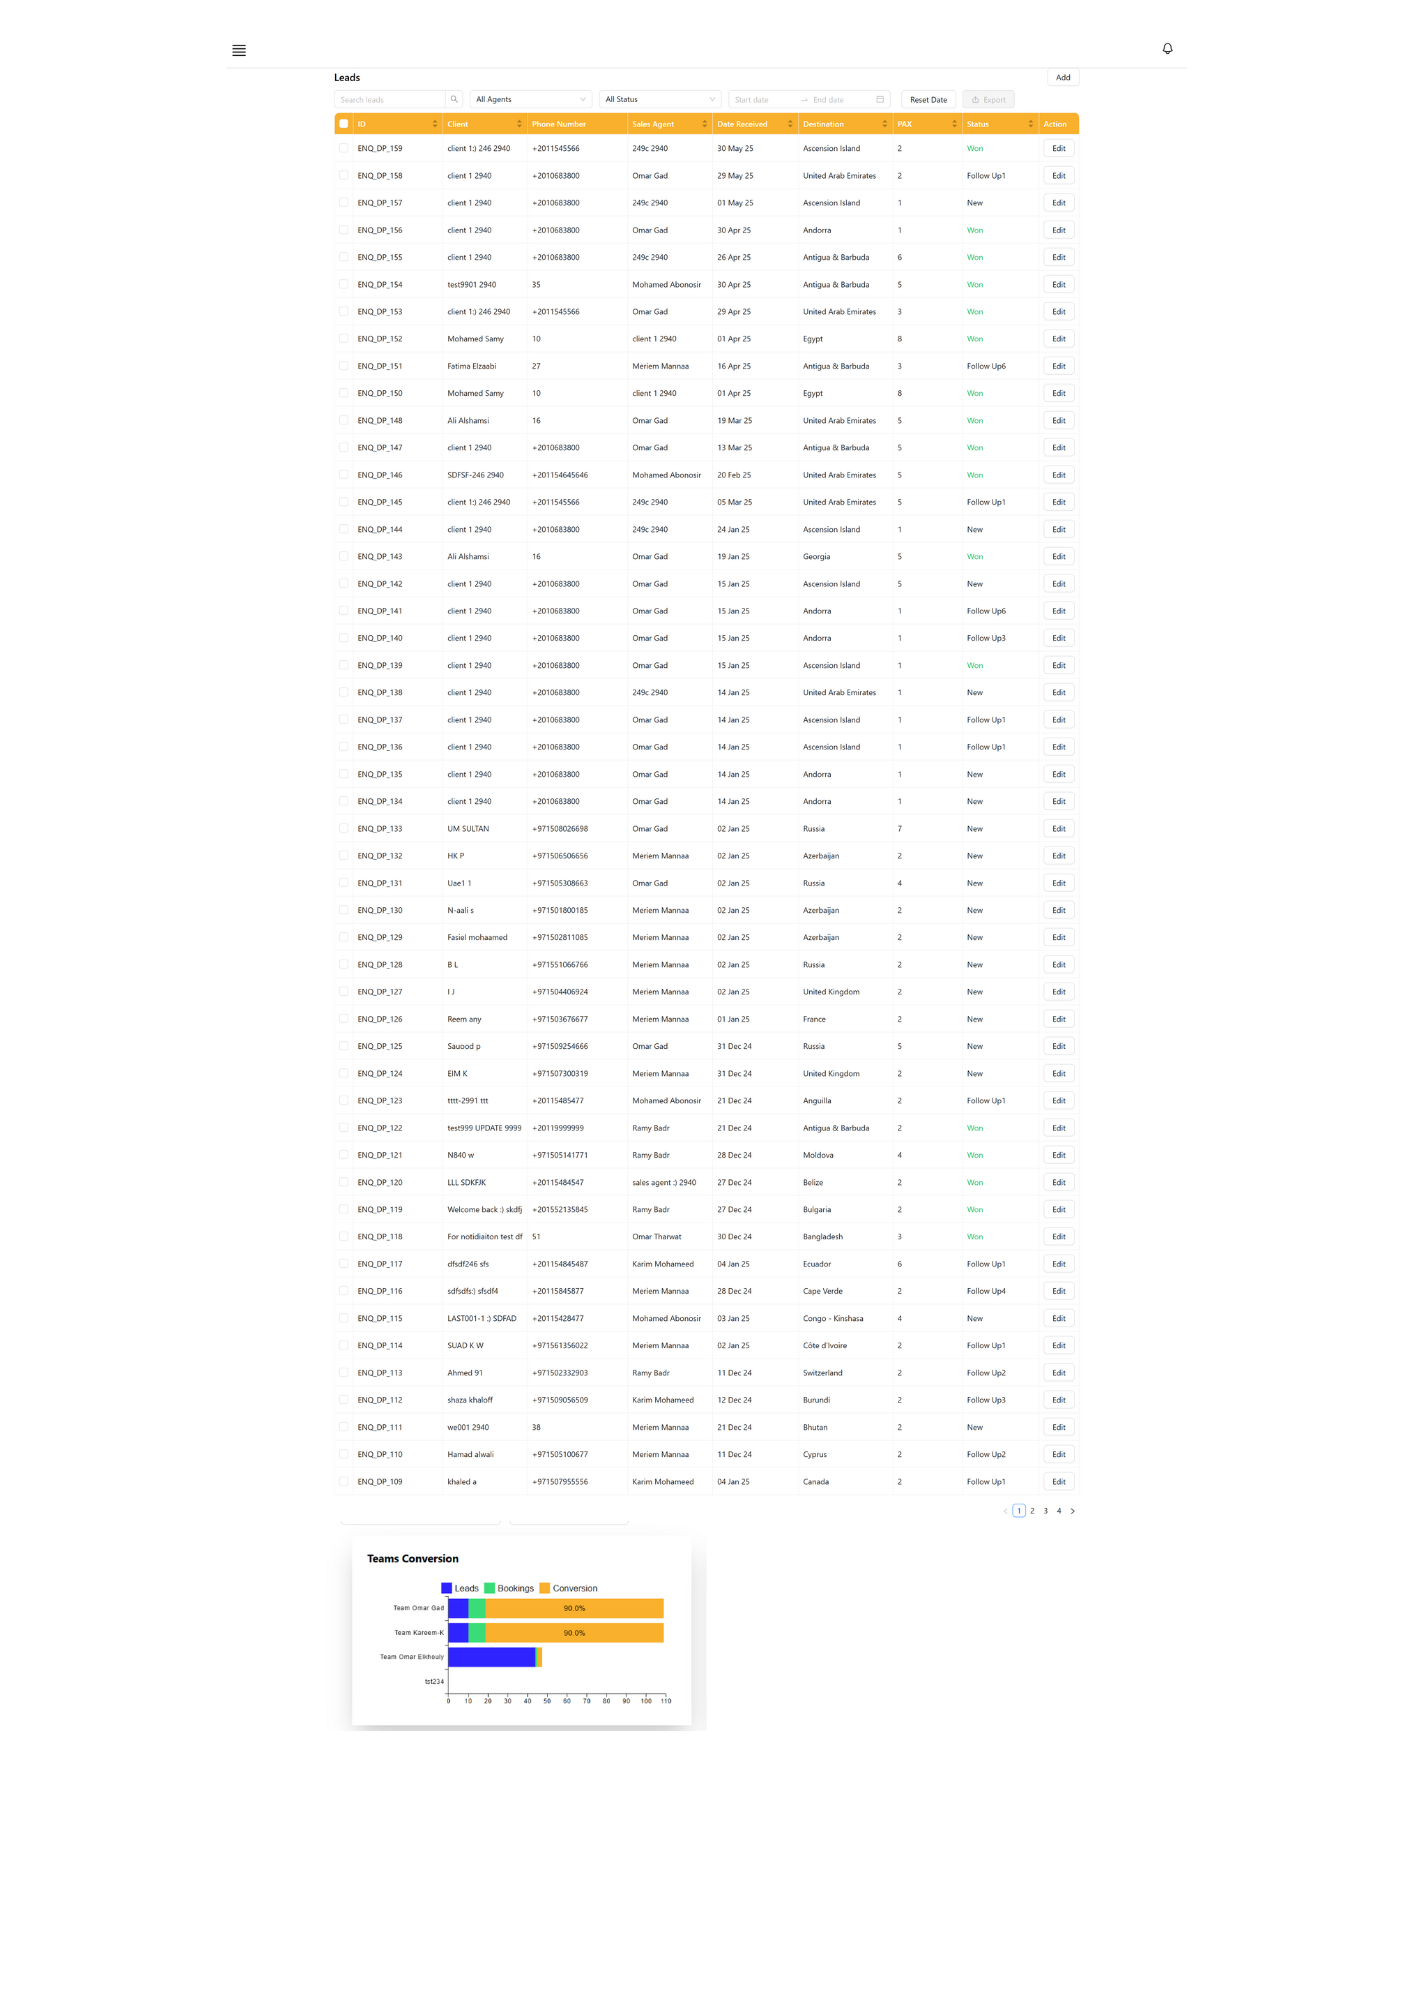 Leads
Add
Search leads All Agents All Status Start date → End date Reset Date Export
ID Client Phone Number Sales Agent Date Received Destination PAX Status Action
ENQ_DP_159 client 1:) 246 2940 +2011545566 249c 2940 30 May 25 Ascension Island 2 Won Edit
ENQ_DP_158 client 1 2940 +2010683800 Omar Gad 29 May 25 United Arab Emirates 2 Follow Up1 Edit
ENQ_DP_157 client 1 2940 +2010683800 249c 2940 01 May 25 Ascension Island 1 New Edit
ENQ_DP_156 client 1 2940 +2010683800 Omar Gad 30 Apr 25 Andorra 1 Won Edit
ENQ_DP_155 client 1 2940 +2010683800 249c 2940 26 Apr 25 Antigua & Barbuda 6 Won Edit
ENQ_DP_154 test9901 2940 35 Mohamed Abonosir 30 Apr 25 Antigua & Barbuda 5 Won Edit
ENQ_DP_153 client 1:) 246 2940 +2011545566 Omar Gad 29 Apr 25 United Arab Emirates 3 Won Edit
ENQ_DP_152 Mohamed Samy 10 client 1 2940 01 Apr 25 Egypt 8 Won Edit
ENQ_DP_151 Fatima Elzaabi 27 Meriem Mannaa 16 Apr 25 Antigua & Barbuda 3 Follow Up6 Edit
ENQ_DP_150 Mohamed Samy 10 client 1 2940 01 Apr 25 Egypt 8 Won Edit
ENQ_DP_148 Ali Alshamsi 16 Omar Gad 19 Mar 25 United Arab Emirates 5 Won Edit
ENQ_DP_147 client 1 2940 +2010683800 Omar Gad 13 Mar 25 Antigua & Barbuda 5 Won Edit
ENQ_DP_146 SDFSF-246 2940 +201154645646 Mohamed Abonosir 20 Feb 25 United Arab Emirates 5 Won Edit
ENQ_DP_145 client 1:) 246 2940 +2011545566 249c 2940 05 Mar 25 United Arab Emirates 5 Follow Up1 Edit
ENQ_DP_144 client 1 2940 +2010683800 249c 2940 24 Jan 25 Ascension Island 1 New Edit
ENQ_DP_143 Ali Alshamsi 16 Omar Gad 19 Jan 25 Georgia 5 Won Edit
ENQ_DP_142 client 1 2940 +2010683800 Omar Gad 15 Jan 25 Ascension Island 5 New Edit
ENQ_DP_141 client 1 2940 +2010683800 Omar Gad 15 Jan 25 Andorra 1 Follow Up6 Edit
ENQ_DP_140 client 1 2940 +2010683800 Omar Gad 15 Jan 25 Andorra 1 Follow Up3 Edit
ENQ_DP_139 client 1 2940 +2010683800 Omar Gad 15 Jan 25 Ascension Island 1 Won Edit
ENQ_DP_138 client 1 2940 +2010683800 249c 2940 14 Jan 25 United Arab Emirates 1 New Edit
ENQ_DP_137 client 1 2940 +2010683800 Omar Gad 14 Jan 25 Ascension Island 1 Follow Up1 Edit
ENQ_DP_136 client 1 2940 +2010683800 Omar Gad 14 Jan 25 Ascension Island 1 Follow Up1 Edit
ENQ_DP_135 client 1 2940 +2010683800 Omar Gad 14 Jan 25 Andorra 1 New Edit
ENQ_DP_134 client 1 2940 +2010683800 Omar Gad 14 Jan 25 Andorra 1 New Edit
ENQ_DP_133 UM SULTAN +971508026698 Omar Gad 02 Jan 25 Russia 7 New Edit
ENQ_DP_132 HK P +971506506656 Meriem Mannaa 02 Jan 25 Azerbaijan 2 New Edit
ENQ_DP_131 Uae1 1 +971505308663 Omar Gad 02 Jan 25 Russia 4 New Edit
ENQ_DP_130 N-aali s +971501800185 Meriem Mannaa 02 Jan 25 Azerbaijan 2 New Edit
ENQ_DP_129 Fasiel mohaamed +971502811085 Meriem Mannaa 02 Jan 25 Azerbaijan 2 New Edit
ENQ_DP_128 B L +971551066766 Meriem Mannaa 02 Jan 25 Russia 2 New Edit
ENQ_DP_127 I J +971504406924 Meriem Mannaa 02 Jan 25 United Kingdom 2 New Edit
ENQ_DP_126 Reem any +971503676677 Meriem Mannaa 01 Jan 25 France 2 New Edit
ENQ_DP_125 Sauood p +971509254666 Omar Gad 31 Dec 24 Russia 5 New Edit
ENQ_DP_124 EIM K +971507300319 Meriem Mannaa 31 Dec 24 United Kingdom 2 New Edit
ENQ_DP_123 tttt-2991 ttt +20115485477 Mohamed Abonosir 21 Dec 24 Anguilla 2 Follow Up1 Edit
ENQ_DP_122 test999 UPDATE 9999 +20119999999 Ramy Badr 21 Dec 24 Antigua & Barbuda 2 Won Edit
ENQ_DP_121 N840 w +971505141771 Ramy Badr 28 Dec 24 Moldova 4 Won Edit
ENQ_DP_120 LLL SDKFJK +20115484547 sales agent :) 2940 27 Dec 24 Belize 2 Won Edit
ENQ_DP_119 Welcome back :) skdfj +201552135845 Ramy Badr 27 Dec 24 Bulgaria 2 Won Edit
ENQ_DP_118 For notidiaiton test df 51 Omar Tharwat 30 Dec 24 Bangladesh 3 Won Edit
ENQ_DP_117 dfsdf246 sfs +201154845487 Karim Mohameed 04 Jan 25 Ecuador 6 Follow Up1 Edit
ENQ_DP_116 sdfsdfs:) sfsdf4 +20115845877 Meriem Mannaa 28 Dec 24 Cape Verde 2 Follow Up4 Edit
ENQ_DP_115 LAST001-1 :) SDFAD +20115428477 Mohamed Abonosir 03 Jan 25 Congo - Kinshasa 4 New Edit
ENQ_DP_114 SUAD K W +971561356022 Meriem Mannaa 02 Jan 25 Côte d'Ivoire 2 Follow Up1 Edit
ENQ_DP_113 Ahmed 91 +971502332903 Ramy Badr 11 Dec 24 Switzerland 2 Follow Up2 Edit
ENQ_DP_112 shaza khaloff +971509056509 Karim Mohameed 12 Dec 24 Burundi 2 Follow Up3 Edit
ENQ_DP_111 we001 2940 38 Meriem Mannaa 21 Dec 24 Bhutan 2 New Edit
ENQ_DP_110 Hamad alwali +971505100677 Meriem Mannaa 11 Dec 24 Cyprus 2 Follow Up2 Edit
ENQ_DP_109 khaled a +971507955556 Karim Mohameed 04 Jan 25 Canada 2 Follow Up1 Edit
< 1 2 3 4 >
Teams Conversion
Leads Bookings Conversion
Team Omar Gad 90.0%
Team Kareem-K 90.0%
Team Omar Elkhouly
tst234
0 10 20 30 40 50 60 70 80 90 100 110